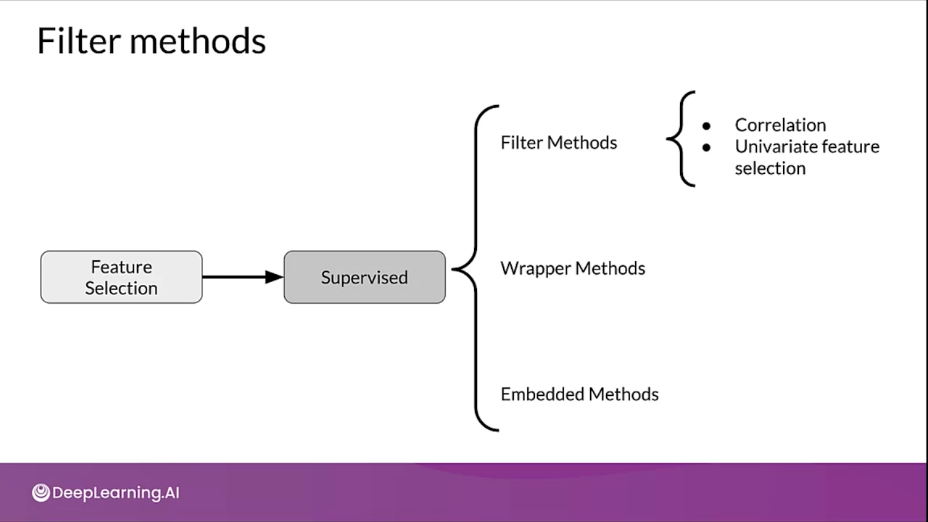 Filter methods
Filter Methods
● Correlation
● Univariate feature
selection
Feature
Selection
Supervised
Wrapper Methods
Embedded Methods
DeepLearning.AI